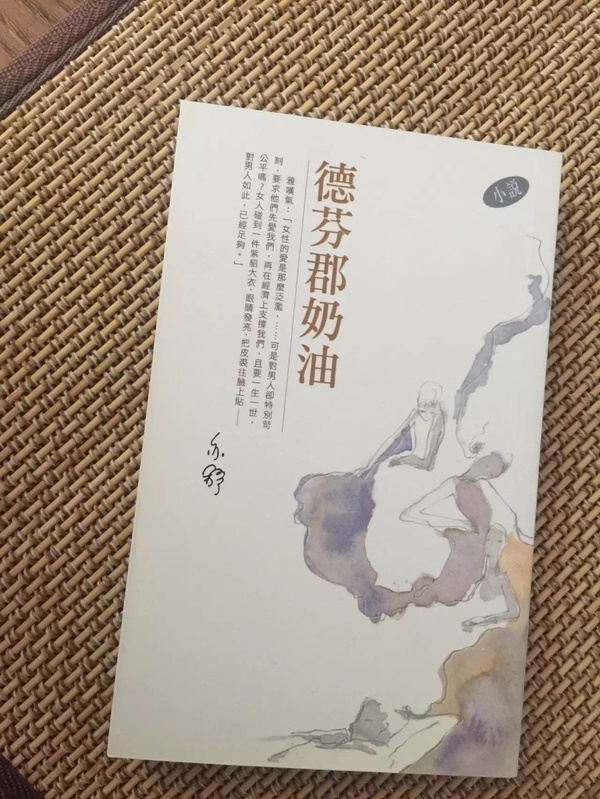 小說
德芬郡奶油
雅嘆氣：「女性的愛是那麼泛濫，……可是對男人卻特別苛
刻，要求他們先愛我們，再在經濟上支撐我們，且要一生一世，
公平嗎？女人碰到一件紫貂大衣，眼睛發亮，把皮裘往臉上貼——
對男人如此，已經足夠。」
亦舒